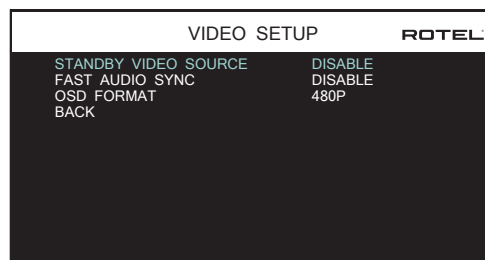 VIDEO SETUP ROTEL
STANDBY VIDEO SOURCE DISABLE
FAST AUDIO SYNC DISABLE
OSD FORMAT 480P
BACK